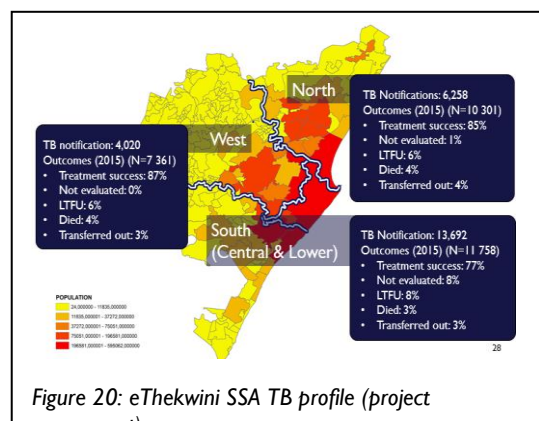 North
TB Notifications: 6,258
Outcomes (2015) (N=10 301)
• Treatment success: 85%
• Not evaluated: 1%
• LTFU: 6%
• Died: 4%
• Transferred out: 4%
West
TB notification: 4,020
Outcomes (2015) (N=7 361)
• Treatment success: 87%
• Not evaluated: 0%
• LTFU: 6%
• Died: 4%
• Transferred out: 3%
South
(Central & Lower)
TB Notification: 13,692
Outcomes (2015) (N=11 758)
• Treatment success: 77%
• Not evaluated: 8%
• LTFU: 8%
• Died: 3%
• Transferred out: 3%
POPULATION
28
Figure 20: eThekwini SSA TB profile (project